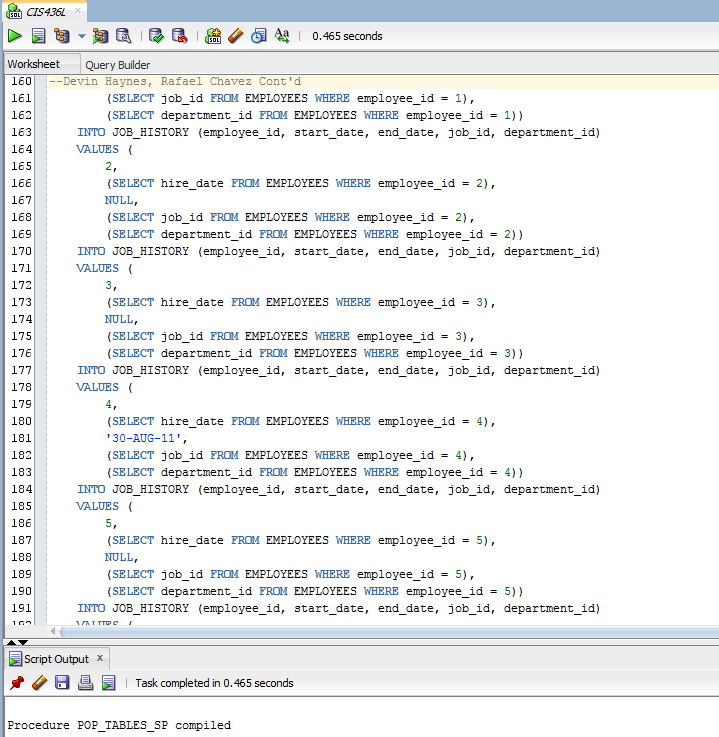 CIS436L
0.465 seconds
Worksheet Query Builder
160 --Devin Haynes, Rafael Chavez Cont'd
161 (SELECT job_id FROM EMPLOYEES WHERE employee_id = 1),
162 (SELECT department_id FROM EMPLOYEES WHERE employee_id = 1))
163 INTO JOB_HISTORY (employee_id, start_date, end_date, job_id, department_id)
164 VALUES (
165 2,
166 (SELECT hire_date FROM EMPLOYEES WHERE employee_id = 2),
167 NULL,
168 (SELECT job_id FROM EMPLOYEES WHERE employee_id = 2),
169 (SELECT department_id FROM EMPLOYEES WHERE employee_id = 2))
170 INTO JOB_HISTORY (employee_id, start_date, end_date, job_id, department_id)
171 VALUES (
172 3,
173 (SELECT hire_date FROM EMPLOYEES WHERE employee_id = 3),
174 NULL,
175 (SELECT job_id FROM EMPLOYEES WHERE employee_id = 3),
176 (SELECT department_id FROM EMPLOYEES WHERE employee_id = 3))
177 INTO JOB_HISTORY (employee_id, start_date, end_date, job_id, department_id)
178 VALUES (
179 4,
180 (SELECT hire_date FROM EMPLOYEES WHERE employee_id = 4),
181 '30-AUG-11',
182 (SELECT job_id FROM EMPLOYEES WHERE employee_id = 4),
183 (SELECT department_id FROM EMPLOYEES WHERE employee_id = 4))
184 INTO JOB_HISTORY (employee_id, start_date, end_date, job_id, department_id)
185 VALUES (
186 5,
187 (SELECT hire_date FROM EMPLOYEES WHERE employee_id = 5),
188 NULL,
189 (SELECT job_id FROM EMPLOYEES WHERE employee_id = 5),
190 (SELECT department_id FROM EMPLOYEES WHERE employee_id = 5))
191 INTO JOB_HISTORY (employee_id, start_date, end_date, job_id, department_id)
192 VALUES (
Script Output x
Task completed in 0.465 seconds
Procedure POP_TABLES_SP compiled